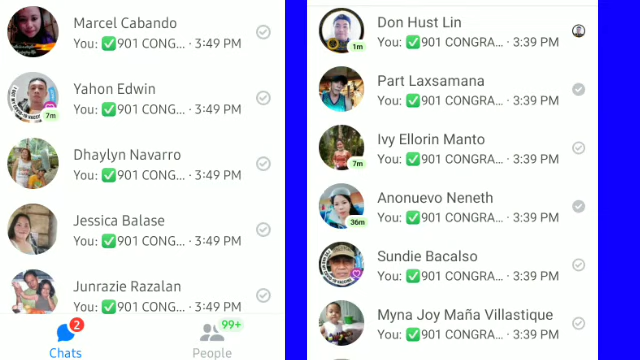 Marcel Cabando
You: ✅901 CONG... · 3:49 PM
Yahon Edwin
You: ✅901 CONG... · 3:49 PM
7m
Dhaylyn Navarro
You: ✅901 CONG... · 3:49 PM
Jessica Balase
You: ✅901 CONG... · 3:49 PM
Junrazie Razalan
You: ✅901 CONG... · 3:49 PM
2
99+
Chats
People
Don Hust Lin
1m
You: ✅901 CONGRA... · 3:39 PM
Part Laxsamana
You: ✅901 CONGRA... · 3:39 PM
Ivy Ellorin Manto
You: ✅901 CONGRA... · 3:39 PM
7m
Anonuevo Neneth
You: ✅901 CONGRA... · 3:39 PM
36m
Sundie Bacalso
You: ✅901 CONGRA... · 3:39 PM
Myna Joy Maña Villastique
You: ✅901 CONGRA... · 3:39 PM